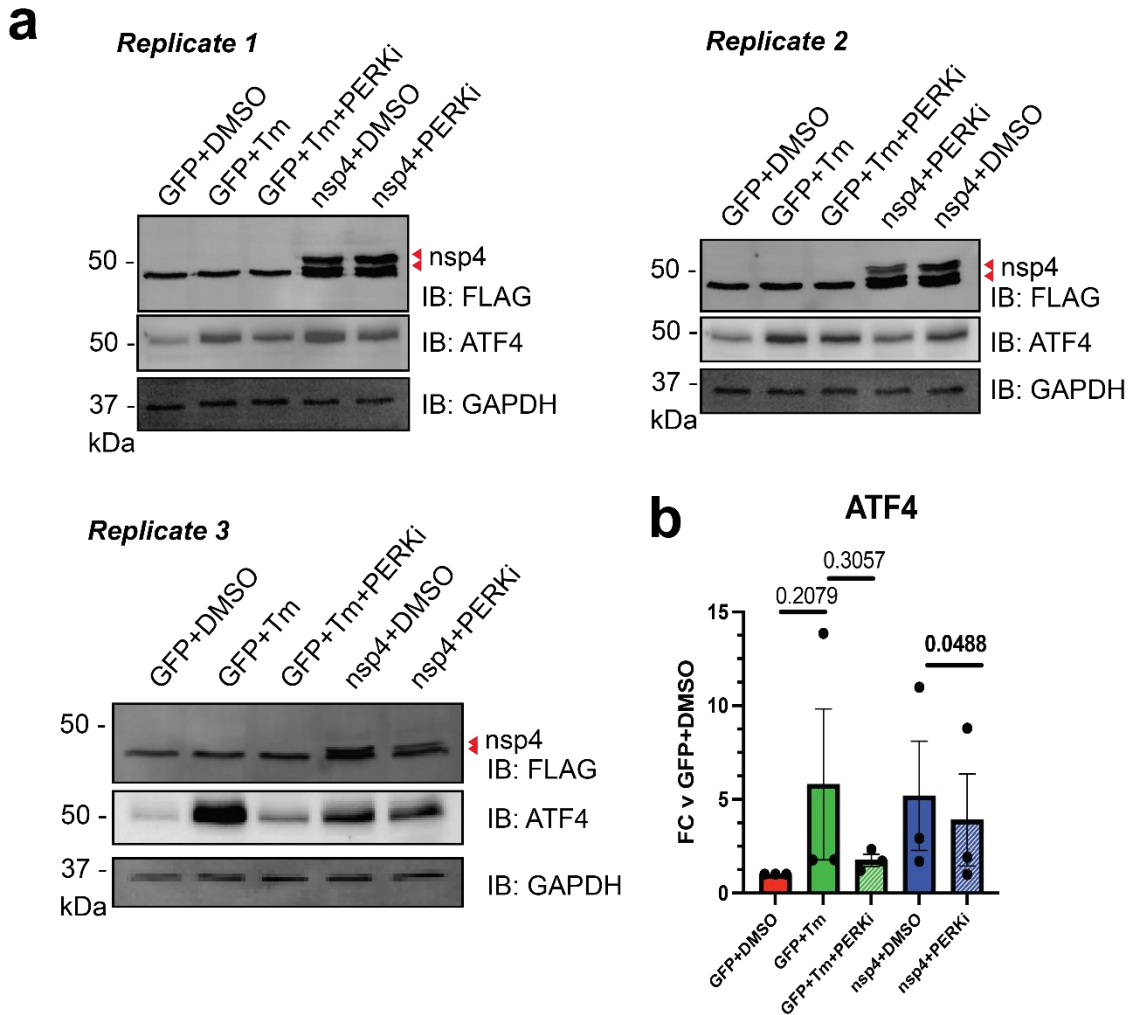 a
Replicate 1
GFP+DMSO
GFP+Tm
GFP+Tm+PERKi
nsp4+DMSO
nsp4+PERKi
50 -
nsp4
IB: FLAG
50 -
IB: ATF4
37 -
IB: GAPDH
kDa
Replicate 2
GFP+DMSO
GFP+Tm
GFP+Tm+PERKi
nsp4+PERKi
nsp4+DMSO
50 -
nsp4
IB: FLAG
50 -
IB: ATF4
37 -
IB: GAPDH
kDa
Replicate 3
GFP+DMSO
GFP+Tm
GFP+Tm+PERKi
nsp4+DMSO
nsp4+PERKi
50 -
nsp4
IB: FLAG
50 -
IB: ATF4
37 -
IB: GAPDH
kDa
b
ATF4
0.3057
0.2079
0.0488
15
10
5
0
FC v GFP+DMSO
GFP+DMSO
GFP+Tm
GFP+Tm+PERKi
nsp4+DMSO
nsp4+PERKi